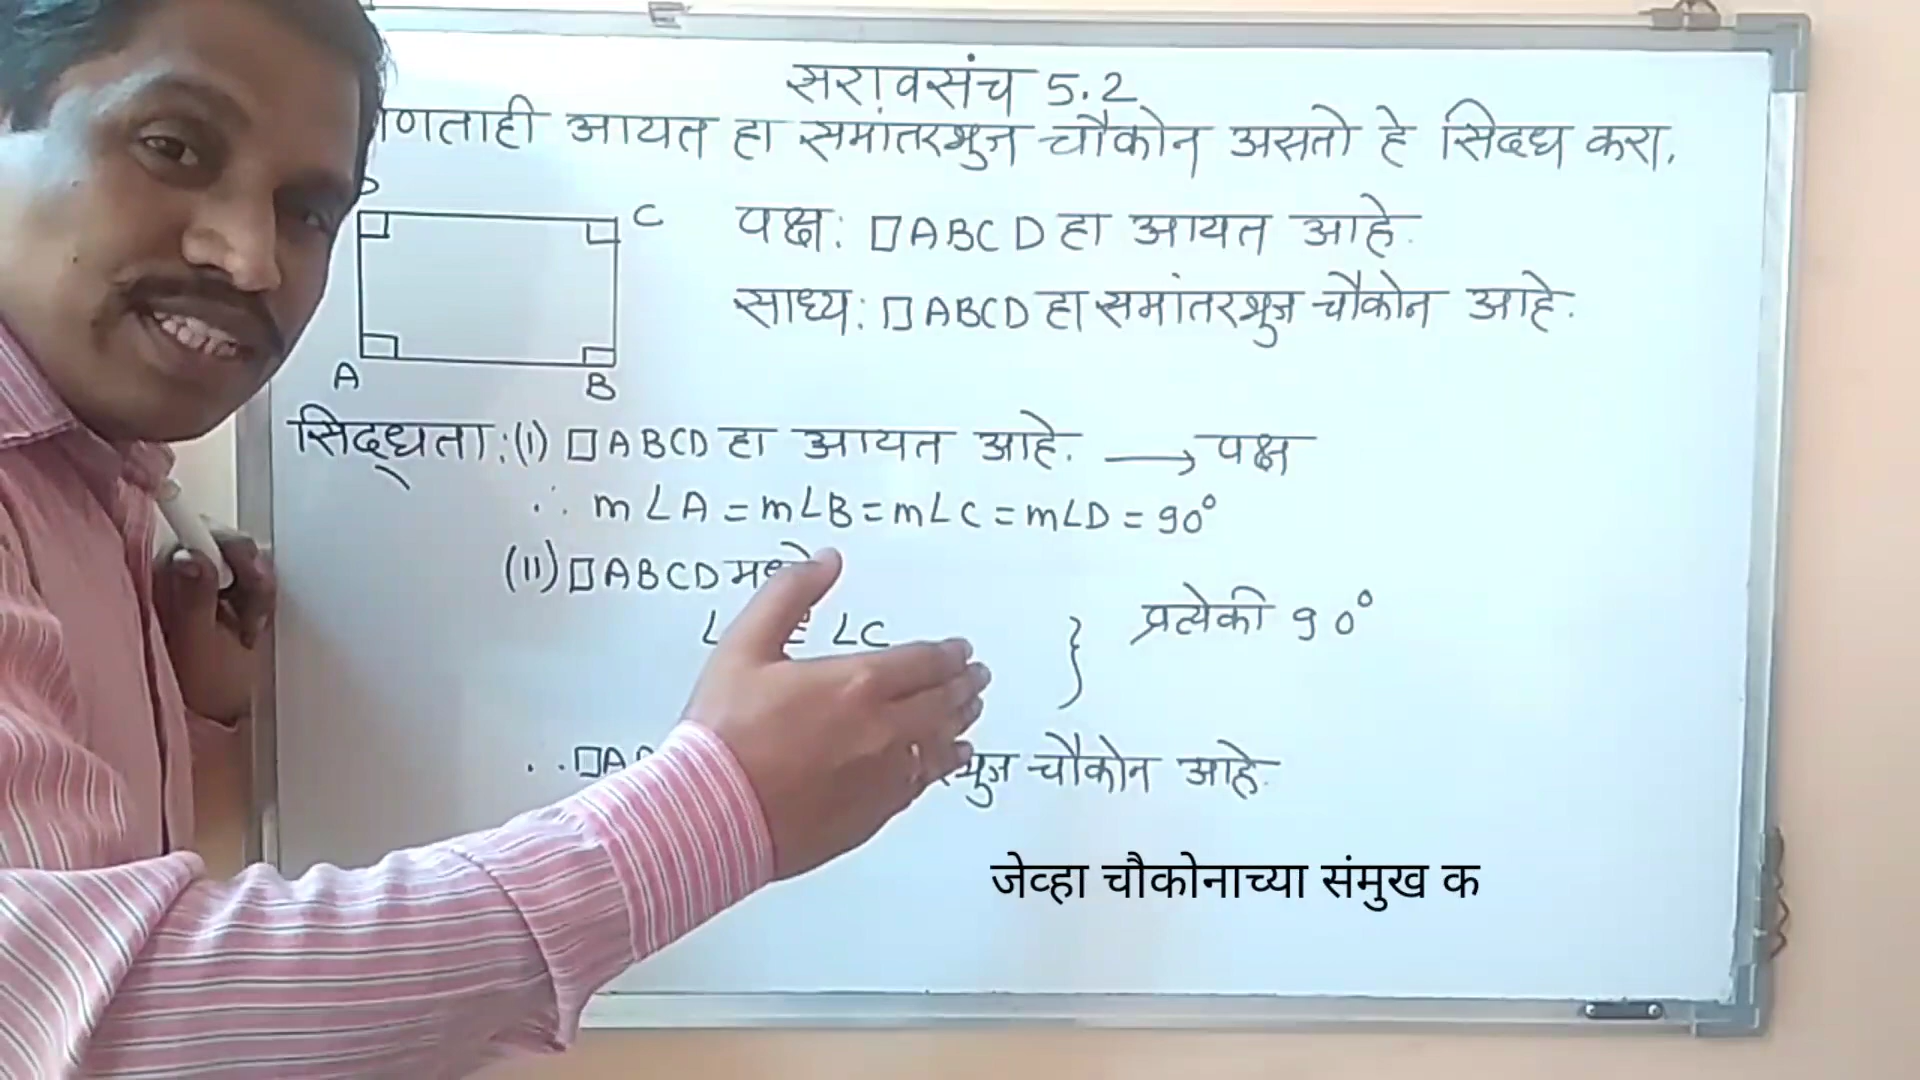 सरावसंच 5.2
आयत हा समांतरभुज चौकोन असतो हे सिद्ध करा.
C
पक्ष: □ABCD हा आयत आहे.
साध्य: □ABCD हा समांतरभुज चौकोन आहे.
A
B
सिद्धता: (I) □ABCD हा आयत आहे. → पक्ष
∴ m∠A = m∠B = m∠C = m∠D = 90°
(II) □ABCD
∠C } प्रत्येकी 90°
चौकोन आहे.
जेव्हा चौकोनाच्या संमुख क